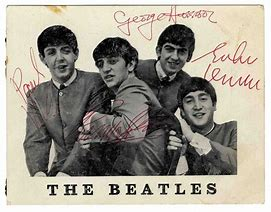 George Harrison
Paul
John
Lennon
THE BEATLES